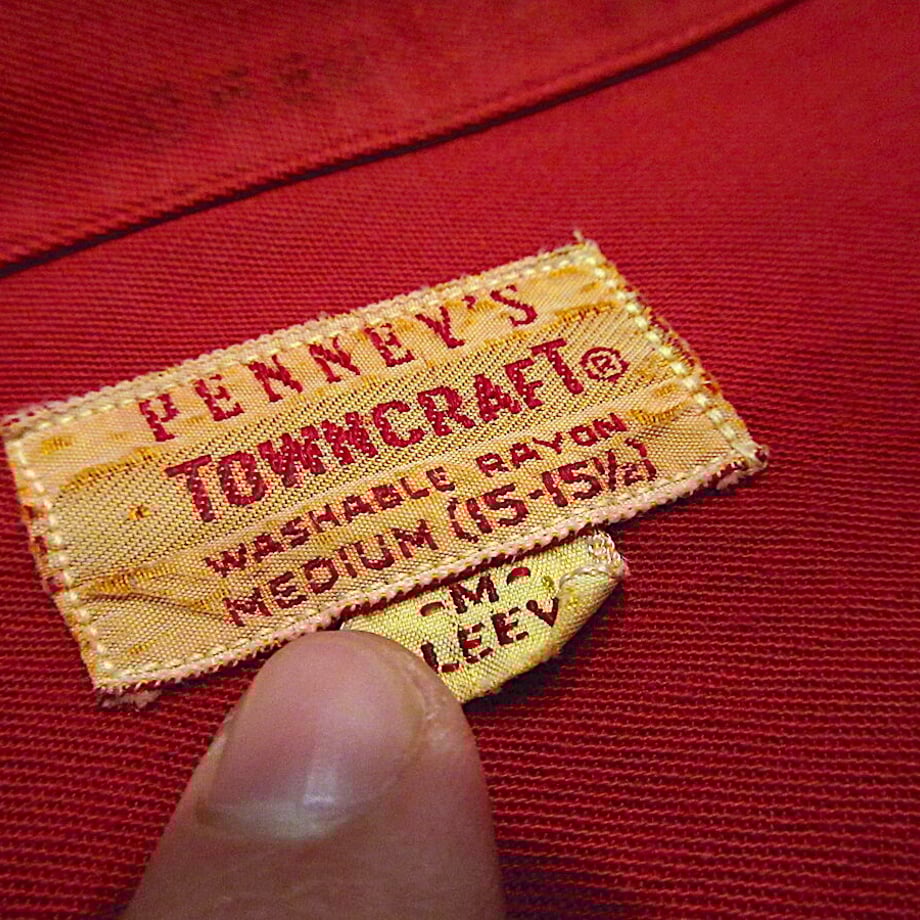 PENNEY'S
TOWNCRAFT®
WASHABLE RAYON
MEDIUM (15-15½)
-M-
LEEV